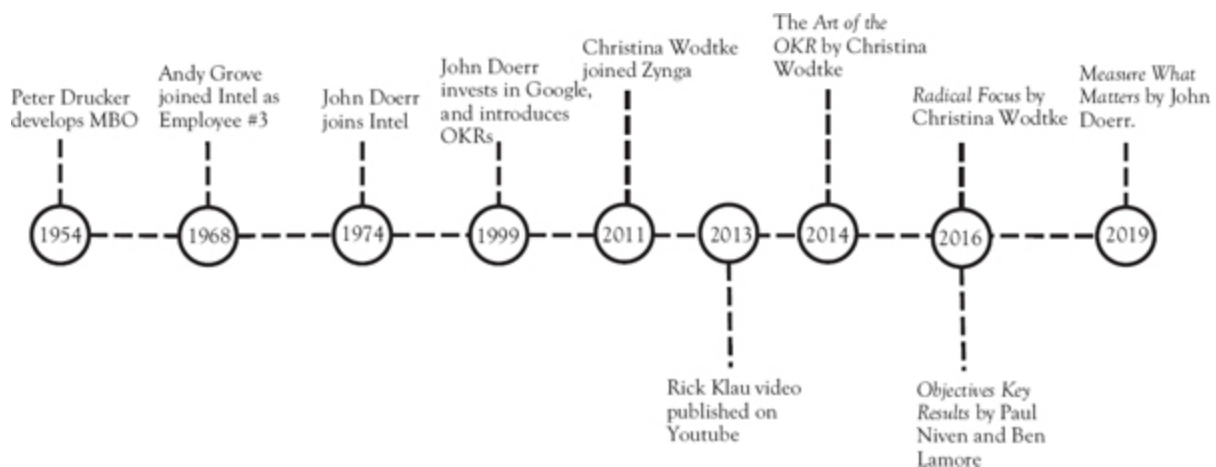 Peter Drucker
develops MBO
Andy Grove
joined Intel as
Employee #3
John Doerr
joins Intel
John Doerr
invests in Google,
and introduces
OKRs
Christina Wodtke
joined Zynga
The Art of the
OKR by Christina
Wodtke
Radical Focus by
Christina Wodtke
Measure What
Matters by John
Doerr.
1954
1968
1974
1999
2011
2013
2014
2016
2019
Rick Klau video
published on
Youtube
Objectives Key
Results by Paul
Niven and Ben
Lamore